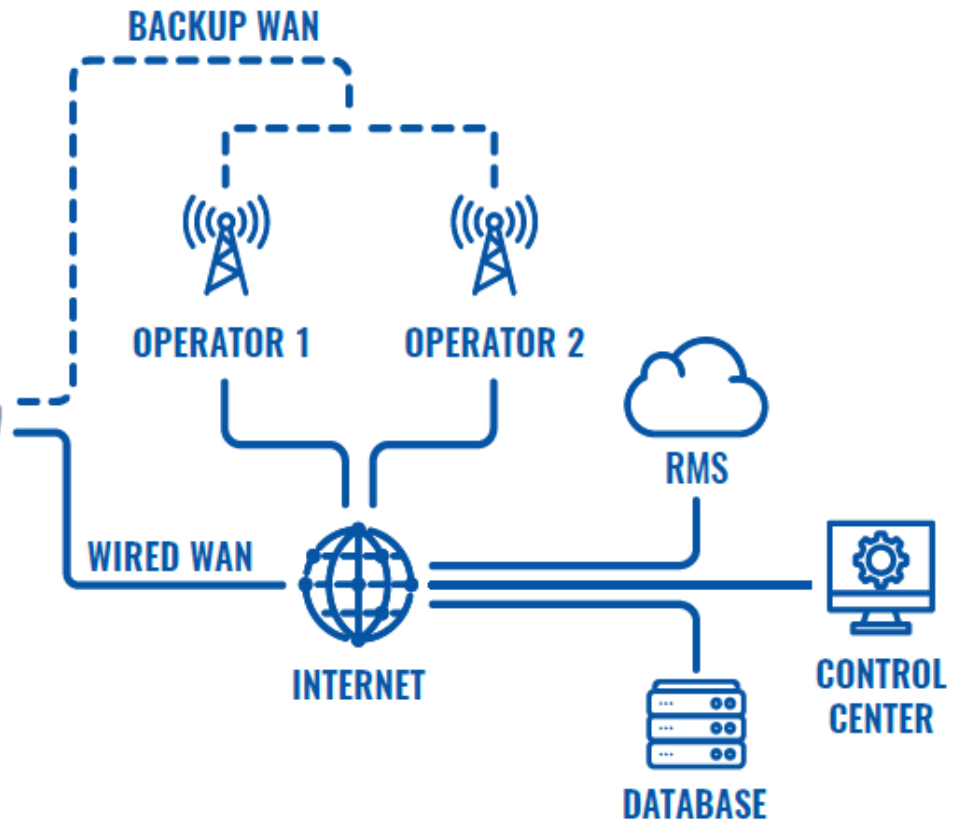 BACKUP WAN
OPERATOR 1
OPERATOR 2
RMS
WIRED WAN
INTERNET
CONTROL
CENTER
DATABASE